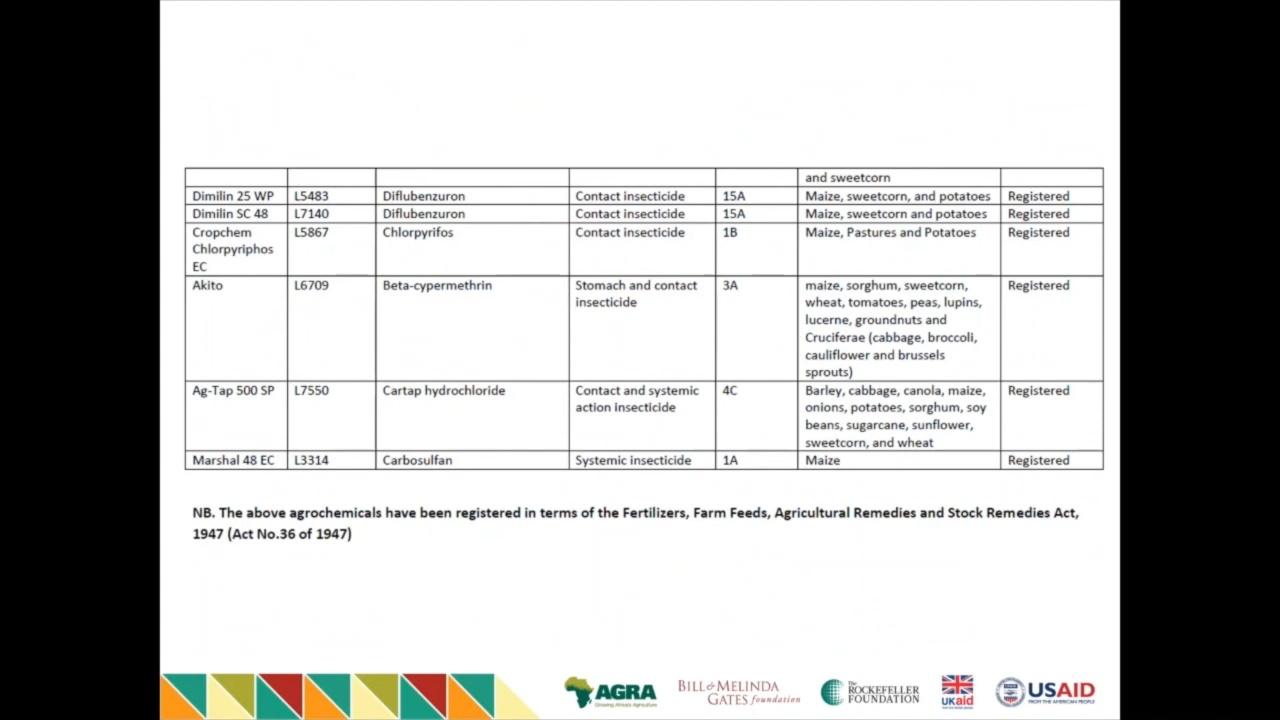 and sweetcorn
Dimilin 25 WP L5483 Diflubenzuron Contact insecticide 15A Maize, sweetcorn, and potatoes Registered
Dimilin SC 48 L7140 Diflubenzuron Contact insecticide 15A Maize, sweetcorn and potatoes Registered
Cropchem L5867 Chlorpyrifos Contact insecticide 1B Maize, Pastures and Potatoes Registered
Chlorpyriphos
EC
Akito L6709 Beta-cypermethrin Stomach and contact 3A maize, sorghum, sweetcorn, Registered
insecticide wheat, tomatoes, peas, lupins,
lucerne, groundnuts and
Cruciferae (cabbage, broccoli,
cauliflower and brussels
sprouts)
Ag-Tap 500 SP L7550 Cartap hydrochloride Contact and systemic 4C Barley, cabbage, canola, maize, Registered
action insecticide onions, potatoes, sorghum, soy
beans, sugarcane, sunflower,
sweetcorn, and wheat
Marshal 48 EC L3314 Carbosulfan Systemic insecticide 1A Maize Registered
NB. The above agrochemicals have been registered in terms of the Fertilizers, Farm Feeds, Agricultural Remedies and Stock Remedies Act,
1947 (Act No.36 of 1947)
AGRA
Growing Africa's Agriculture
BILL & MELINDA
GATES foundation
The
ROCKEFELLER
FOUNDATION
UKaid
USAID
FROM THE AMERICAN PEOPLE